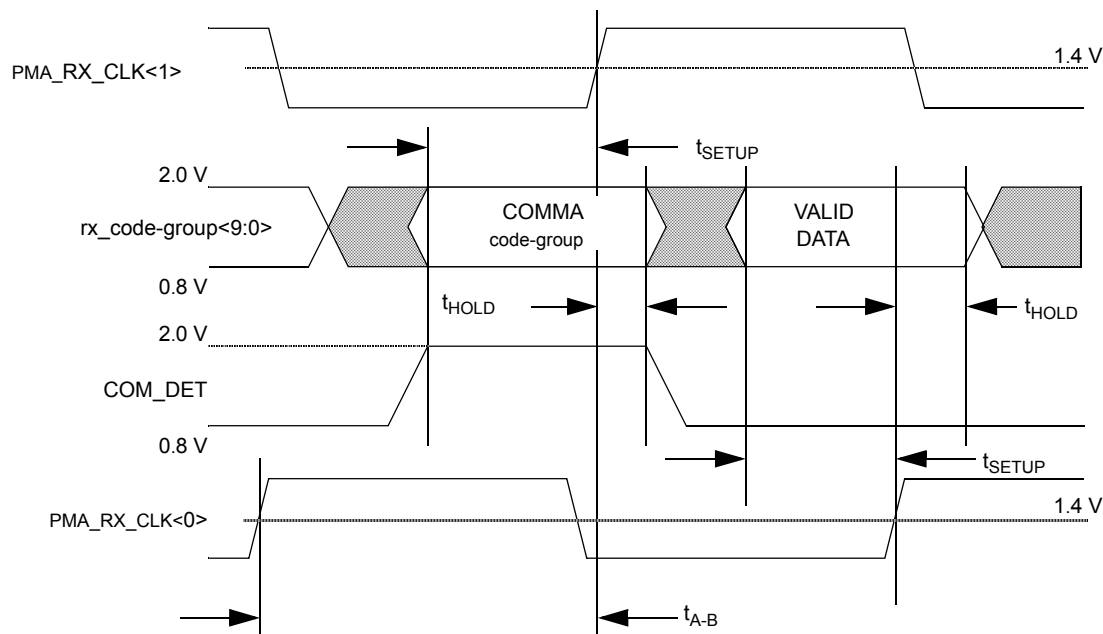 PMA_RX_CLK<1>
1.4 V
tSETUP
2.0 V
rx_code-group<9:0>
COMMA
code-group
VALID
DATA
0.8 V
tHOLD
tHOLD
2.0 V
COM_DET
0.8 V
tSETUP
PMA_RX_CLK<0>
1.4 V
tA-B